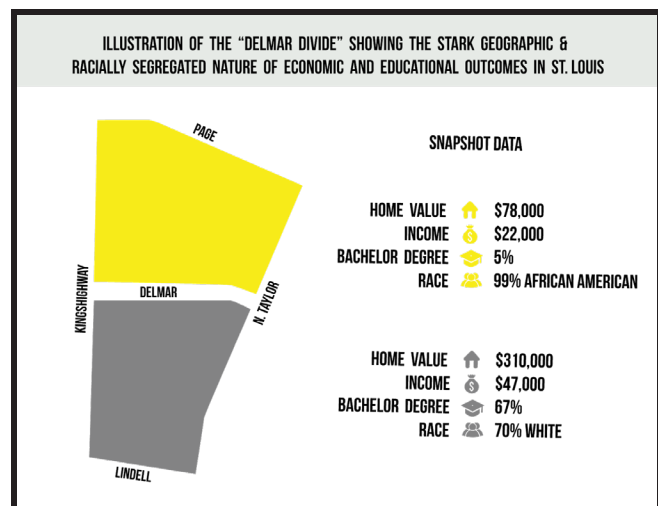 ILLUSTRATION OF THE “DELMAR DIVIDE” SHOWING THE STARK GEOGRAPHIC &
RACIALLY SEGREGATED NATURE OF ECONOMIC AND EDUCATIONAL OUTCOMES IN ST. LOUIS
PAGE
KINGSHIGHWAY
DELMAR
N. TAYLOR
LINDELL
SNAPSHOT DATA
HOME VALUE $78,000
INCOME $ $22,000
BACHELOR DEGREE 5%
RACE 99% AFRICAN AMERICAN
HOME VALUE $310,000
INCOME $ $47,000
BACHELOR DEGREE 67%
RACE 70% WHITE